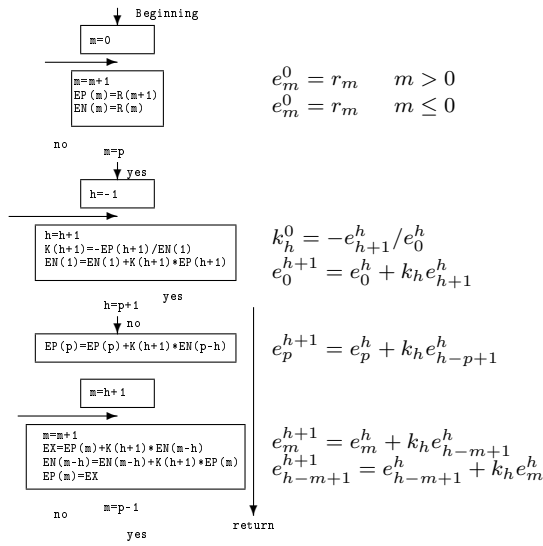 Beginning
m=0
m=m+1
EP(m)=R(m+1)
EN(m)=R(m)
e_m^0 = r_m    m > 0
e_m^0 = r_m    m ≤ 0
no
m=p
yes
h=-1
h=h+1
K(h+1)=-EP(h+1)/EN(1)
EN(1)=EN(1)+K(h+1)*EP(h+1)
k_h^0 = -e_{h+1}^h/e_0^h
e_0^{h+1} = e_0^h + k_h e_{h+1}^h
yes
h=p+1
no
EP(p)=EP(p)+K(h+1)*EN(p-h)
e_p^{h+1} = e_p^h + k_h e_{h-p+1}^h
m=h+1
m=m+1
EX=EP(m)+K(h+1)*EN(m-h)
EN(m-h)=EN(m-h)+K(h+1)*EP(m)
EP(m)=EX
e_m^{h+1} = e_m^h + k_h e_{h-m+1}^h
e_{h-m+1}^{h+1} = e_{h-m+1}^h + k_h e_m^h
no
m=p-1
yes
return